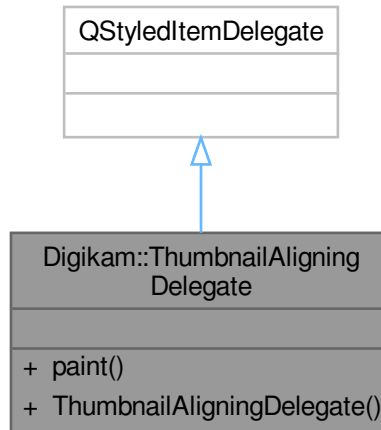 QStyledItemDelegate
Digikam::ThumbnailAligning
Delegate
+ paint()
+ ThumbnailAligningDelegate()